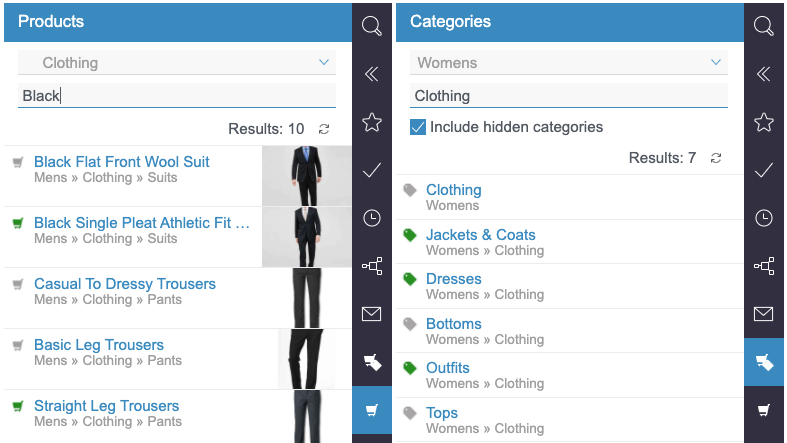 Products
Clothing
Black
Results: 10
Black Flat Front Wool Suit
Mens » Clothing » Suits
Black Single Pleat Athletic Fit ...
Mens » Clothing » Suits
Casual To Dressy Trousers
Mens » Clothing » Pants
Basic Leg Trousers
Mens » Clothing » Pants
Straight Leg Trousers
Mens » Clothing » Pants
Categories
Womens
Clothing
Include hidden categories
Results: 7
Clothing
Womens
Jackets & Coats
Womens » Clothing
Dresses
Womens » Clothing
Bottoms
Womens » Clothing
Outfits
Womens » Clothing
Tops
Womens » Clothing